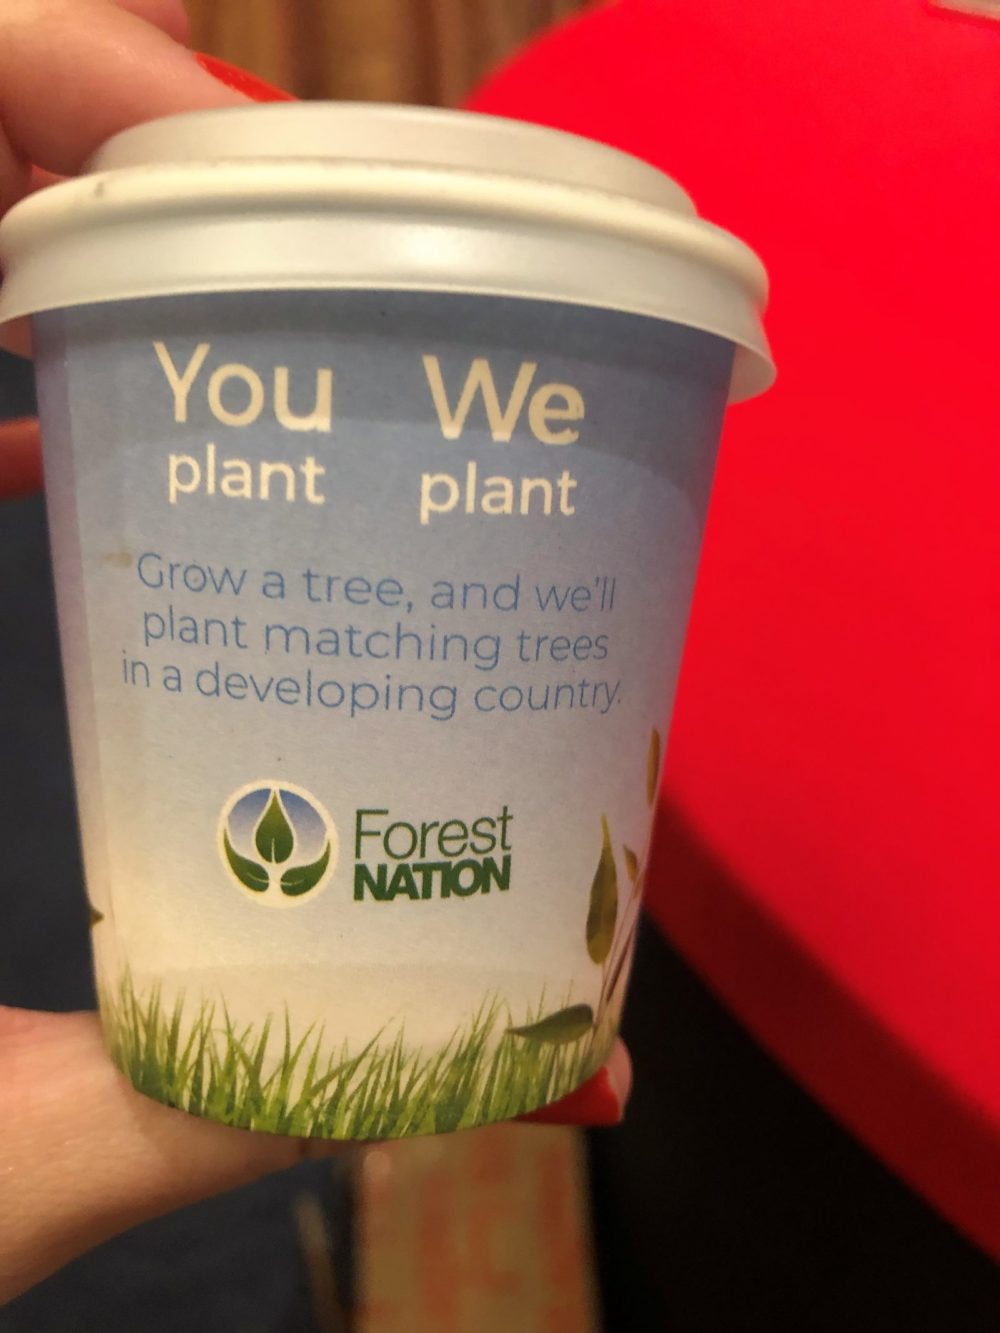 You We
plant plant
Grow a tree, and we'll
plant matching trees
in a developing country.
Forest
NATION